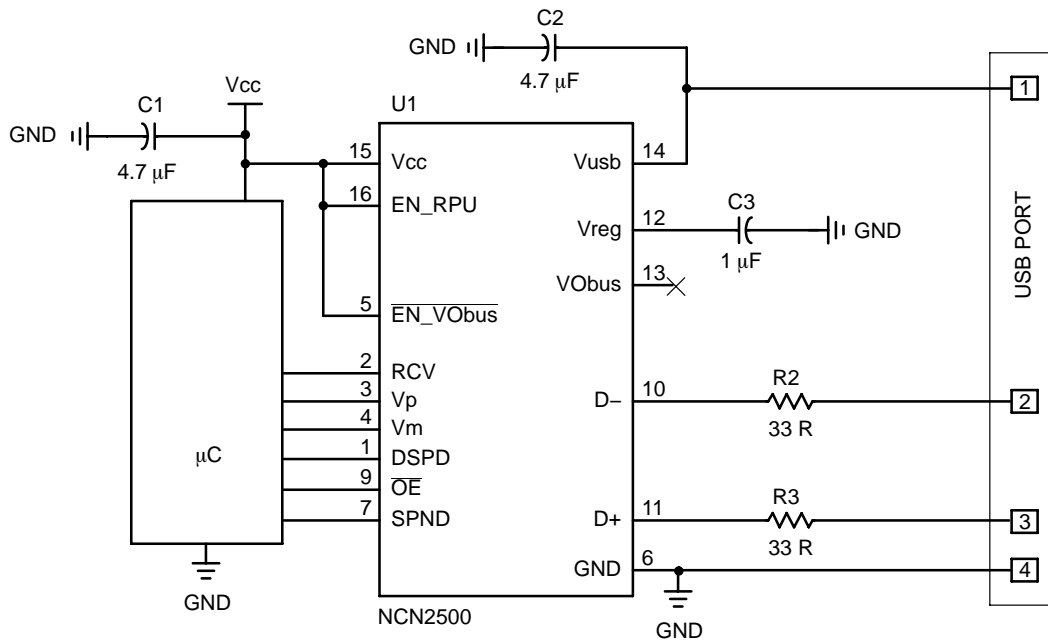 C2
GND
4.7 μF
Vcc
C1
GND
4.7 μF
U1
15 Vcc
16 EN_RPU
5 EN_VObus
2 RCV
3 Vp
4 Vm
1 DSPD
9 OE
7 SPND
μC
GND
NCN2500
Vusb 14
Vreg 12
C3
1 μF
GND
VObus 13
D– 10
R2
33 R
D+ 11
R3
33 R
GND 6
GND
1
2
3
4
USB PORT